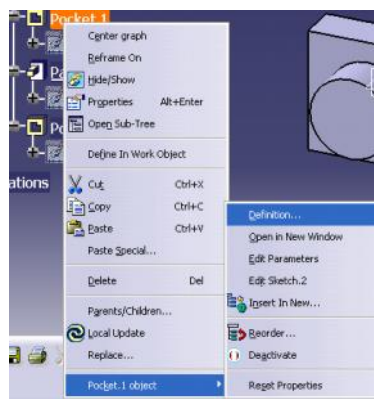 Pocket.1
Center graph
Reframe On
Hide/Show
Properties Alt+Enter
Open Sub-Tree
Define In Work Object
Cut Ctrl+X
Copy Ctrl+C
Paste Ctrl+V
Paste Special...
Delete Del
Parents/Children...
Local Update
Replace...
Pocket.1 object
Pa
Po
ations
Definition...
Open in New Window
Edit Parameters
Edit Sketch.2
Insert In New...
Reorder...
Deactivate
Reset Properties